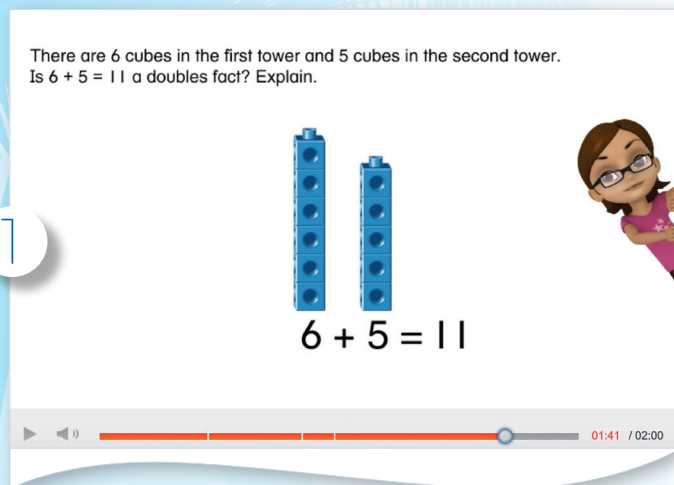 There are 6 cubes in the first tower and 5 cubes in the second tower.
Is 6 + 5 = 11 a doubles fact? Explain.
1
6 + 5 = 11
01:41 / 02:00